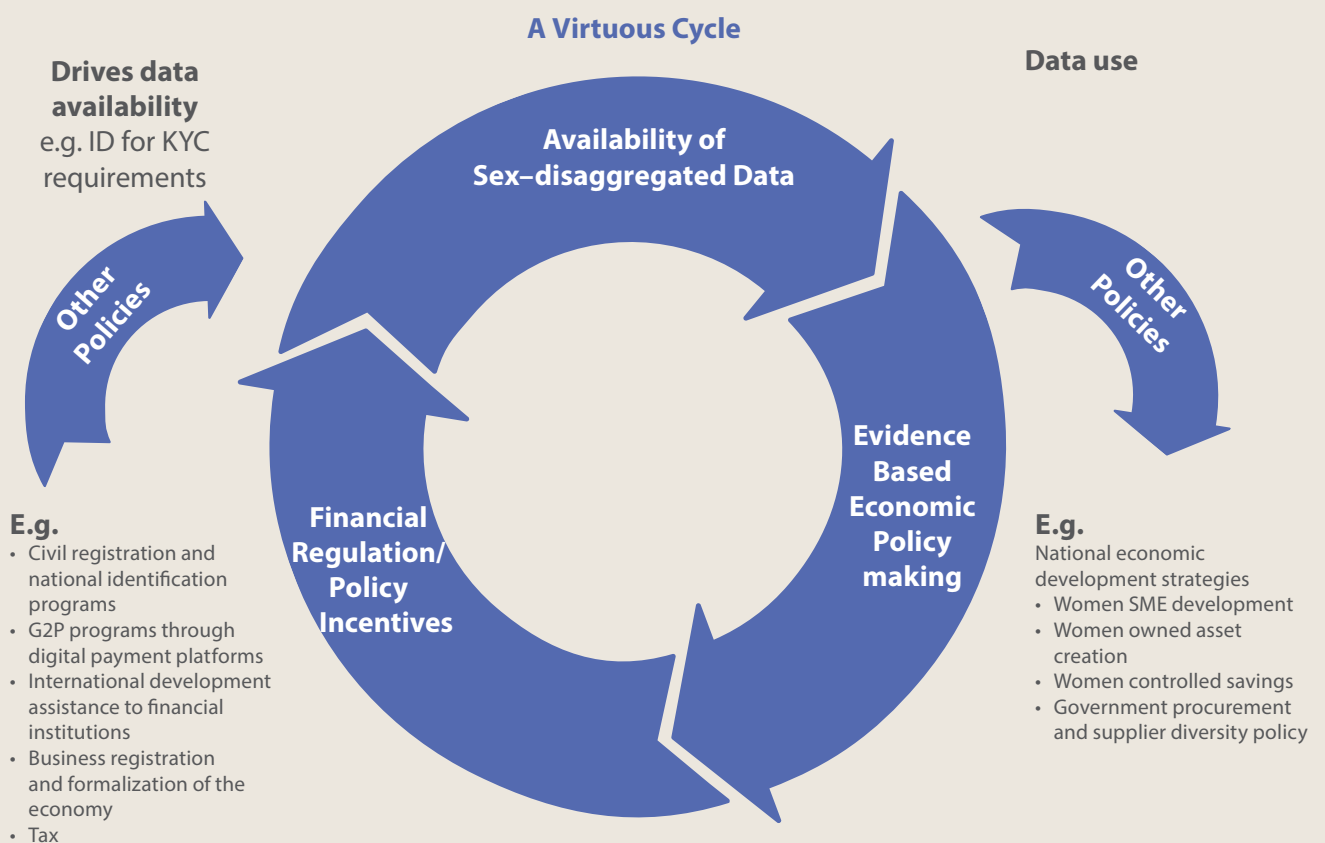 A Virtuous Cycle
Drives data
availability
e.g. ID for KYC
requirements
Data use
Availability of
Sex–disaggregated Data
Other
Policies
Other
Policies
Evidence
Based
Economic
Policy
making
Financial
Regulation/
Policy
Incentives
E.g.
• Civil registration and
national identification
programs
• G2P programs through
digital payment platforms
• International development
assistance to financial
institutions
• Business registration
and formalization of the
economy
• Tax
E.g.
National economic
development strategies
• Women SME development
• Women owned asset
creation
• Women controlled savings
• Government procurement
and supplier diversity policy